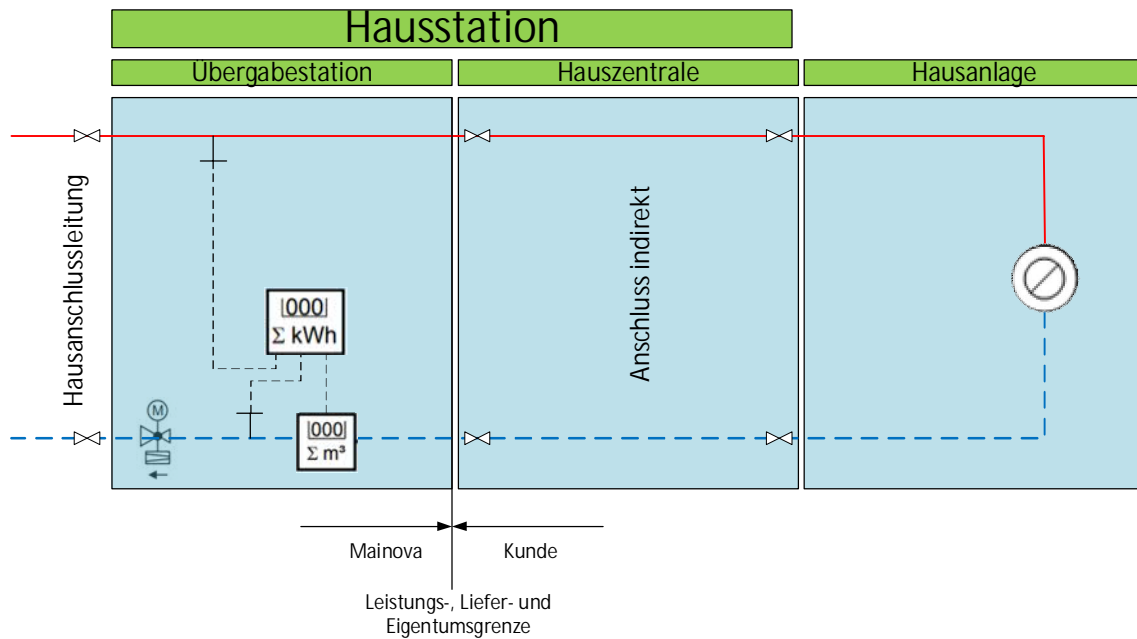 Hausstation
Übergabestation
Hauszentrale
Hausanlage
Hausanschlussleitung
Anschluss indirekt
000
Σ kWh
M
000
Σ m³
Mainova
Kunde
Leistungs-, Liefer- und
Eigentumsgrenze